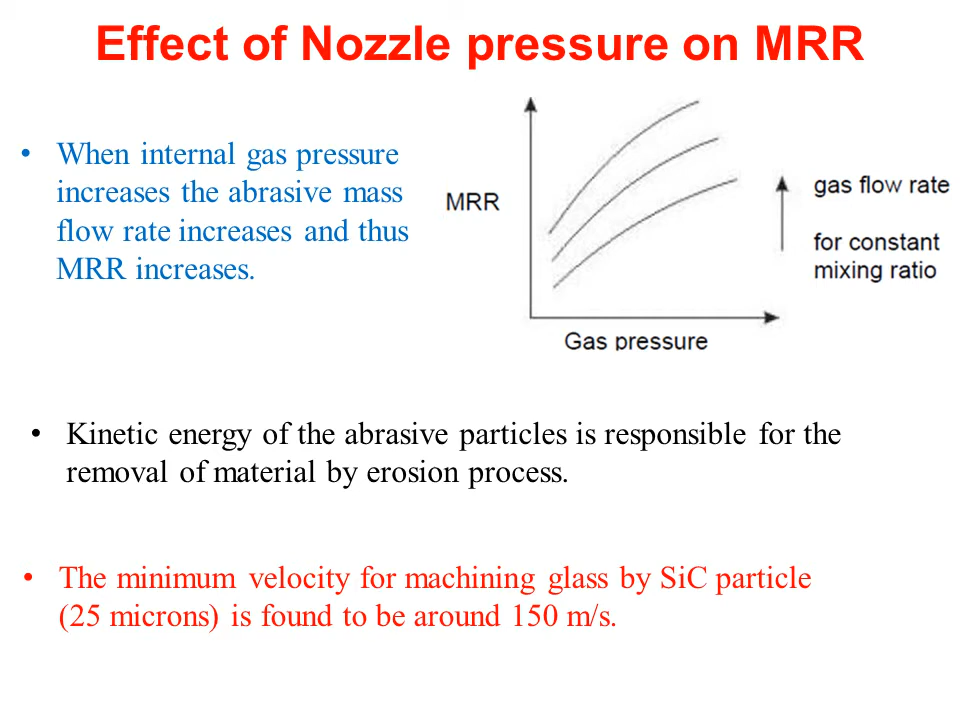 Effect of Nozzle pressure on MRR
• When internal gas pressure
increases the abrasive mass
flow rate increases and thus
MRR increases.
MRR
gas flow rate
for constant
mixing ratio
Gas pressure
• Kinetic energy of the abrasive particles is responsible for the
removal of material by erosion process.
• The minimum velocity for machining glass by SiC particle
(25 microns) is found to be around 150 m/s.